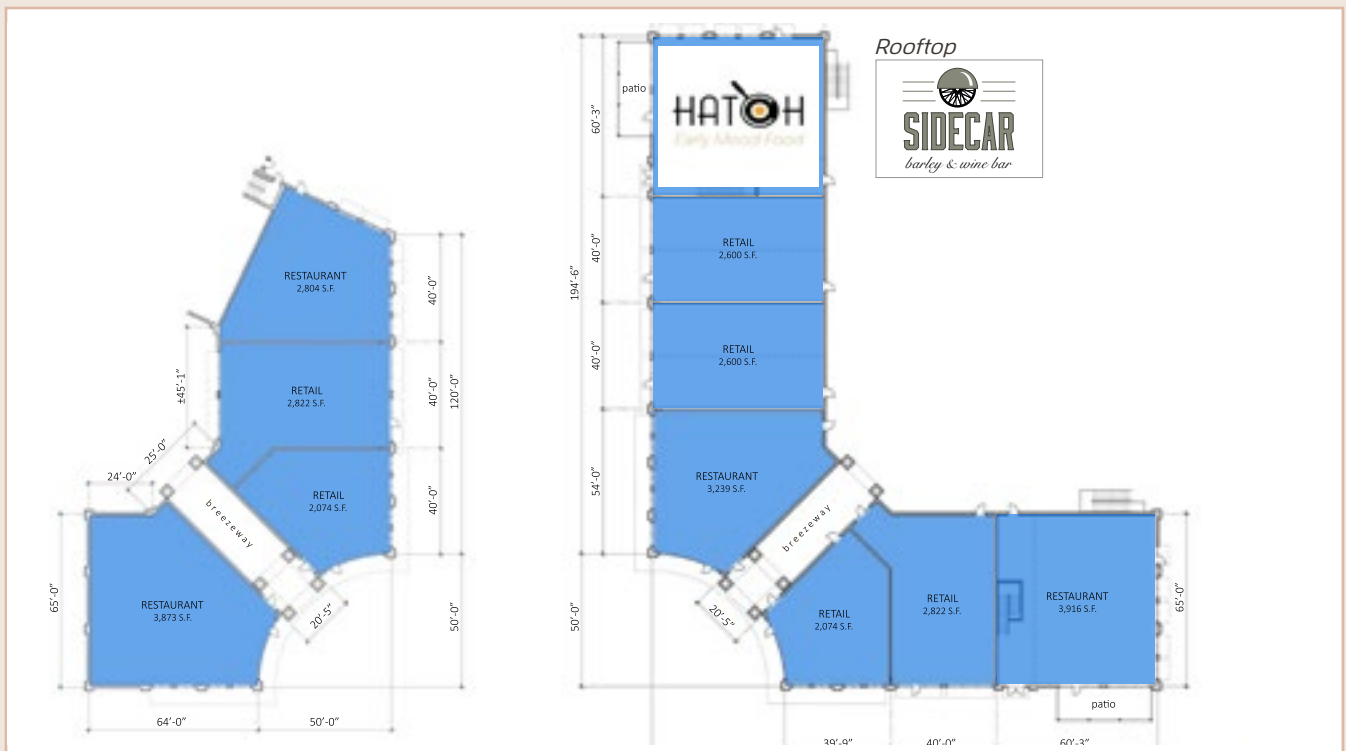 RESTAURANT
2,804 S.F.
40'-0"
RETAIL
2,822 S.F.
±45'-1"
40'-0"
120'-0"
25'-0"
24'-0"
RETAIL
2,074 S.F.
40'-0"
breezeway
65'-0"
RESTAURANT
3,873 S.F.
20'-5"
50'-0"
64'-0"
50'-0"
patio
60'-3"
HATCH
Early Mood Food
Rooftop
SIDECAR
barley & wine bar
194'-6"
40'-0"
RETAIL
2,600 S.F.
40'-0"
RETAIL
2,600 S.F.
54'-0"
RESTAURANT
3,239 S.F.
breezeway
50'-0"
20'-5"
RETAIL
2,074 S.F.
RETAIL
2,822 S.F.
RESTAURANT
3,916 S.F.
65'-0"
patio
39'-9"
40'-0"
60'-3"